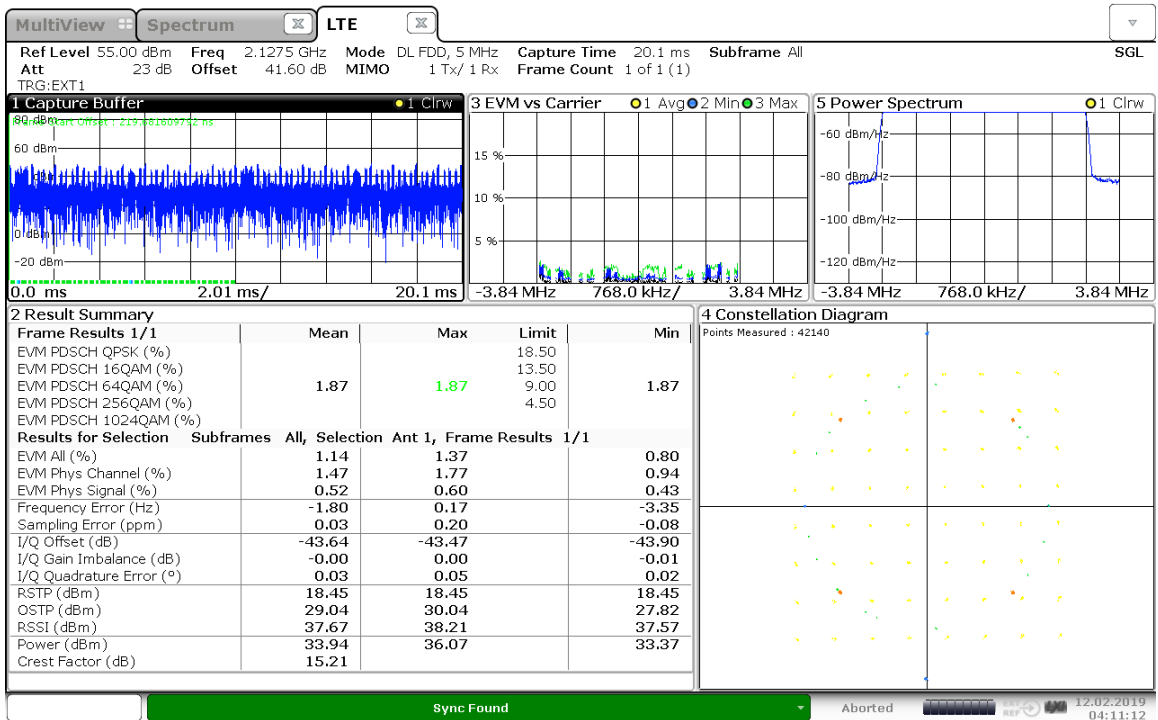 MultiView Spectrum LTE
Ref Level 55.00 dBm Freq 2.1275 GHz Mode DL FDD, 5 MHz Capture Time 20.1 ms Subframe All SGL
Att 23 dB Offset 41.60 dB MIMO 1 Tx/ 1 Rx Frame Count 1 of 1 (1)
TRG:EXT1
1 Capture Buffer 1 Clrw
80 dBm
Frame Start Offset : 219.681609792 ns
60 dBm
0 dBm
-20 dBm
0.0 ms 2.01 ms/ 20.1 ms
3 EVM vs Carrier 1 Avg 2 Min 3 Max
15 %
10 %
5 %
-3.84 MHz 768.0 kHz/ 3.84 MHz
5 Power Spectrum 1 Clrw
-60 dBm/Hz
-80 dBm/Hz
-100 dBm/Hz
-120 dBm/Hz
-3.84 MHz 768.0 kHz/ 3.84 MHz
2 Result Summary
Frame Results 1/1 Mean Max Limit Min
EVM PDSCH QPSK (%) 18.50
EVM PDSCH 16QAM (%) 13.50
EVM PDSCH 64QAM (%) 1.87 1.87 9.00 1.87
EVM PDSCH 256QAM (%) 4.50
EVM PDSCH 1024QAM (%)
Results for Selection Subframes All, Selection Ant 1, Frame Results 1/1
EVM All (%) 1.14 1.37 0.80
EVM Phys Channel (%) 1.47 1.77 0.94
EVM Phys Signal (%) 0.52 0.60 0.43
Frequency Error (Hz) -1.80 0.17 -3.35
Sampling Error (ppm) 0.03 0.20 -0.08
I/Q Offset (dB) -43.64 -43.47 -43.90
I/Q Gain Imbalance (dB) -0.00 0.00 -0.01
I/Q Quadrature Error (°) 0.03 0.05 0.02
RSTP (dBm) 18.45 18.45 18.45
OSTP (dBm) 29.04 30.04 27.82
RSSI (dBm) 37.67 38.21 37.57
Power (dBm) 33.94 36.07 33.37
Crest Factor (dB) 15.21
4 Constellation Diagram
Points Measured : 42140
Sync Found Aborted EXT REF 12.02.2019
04:11:12